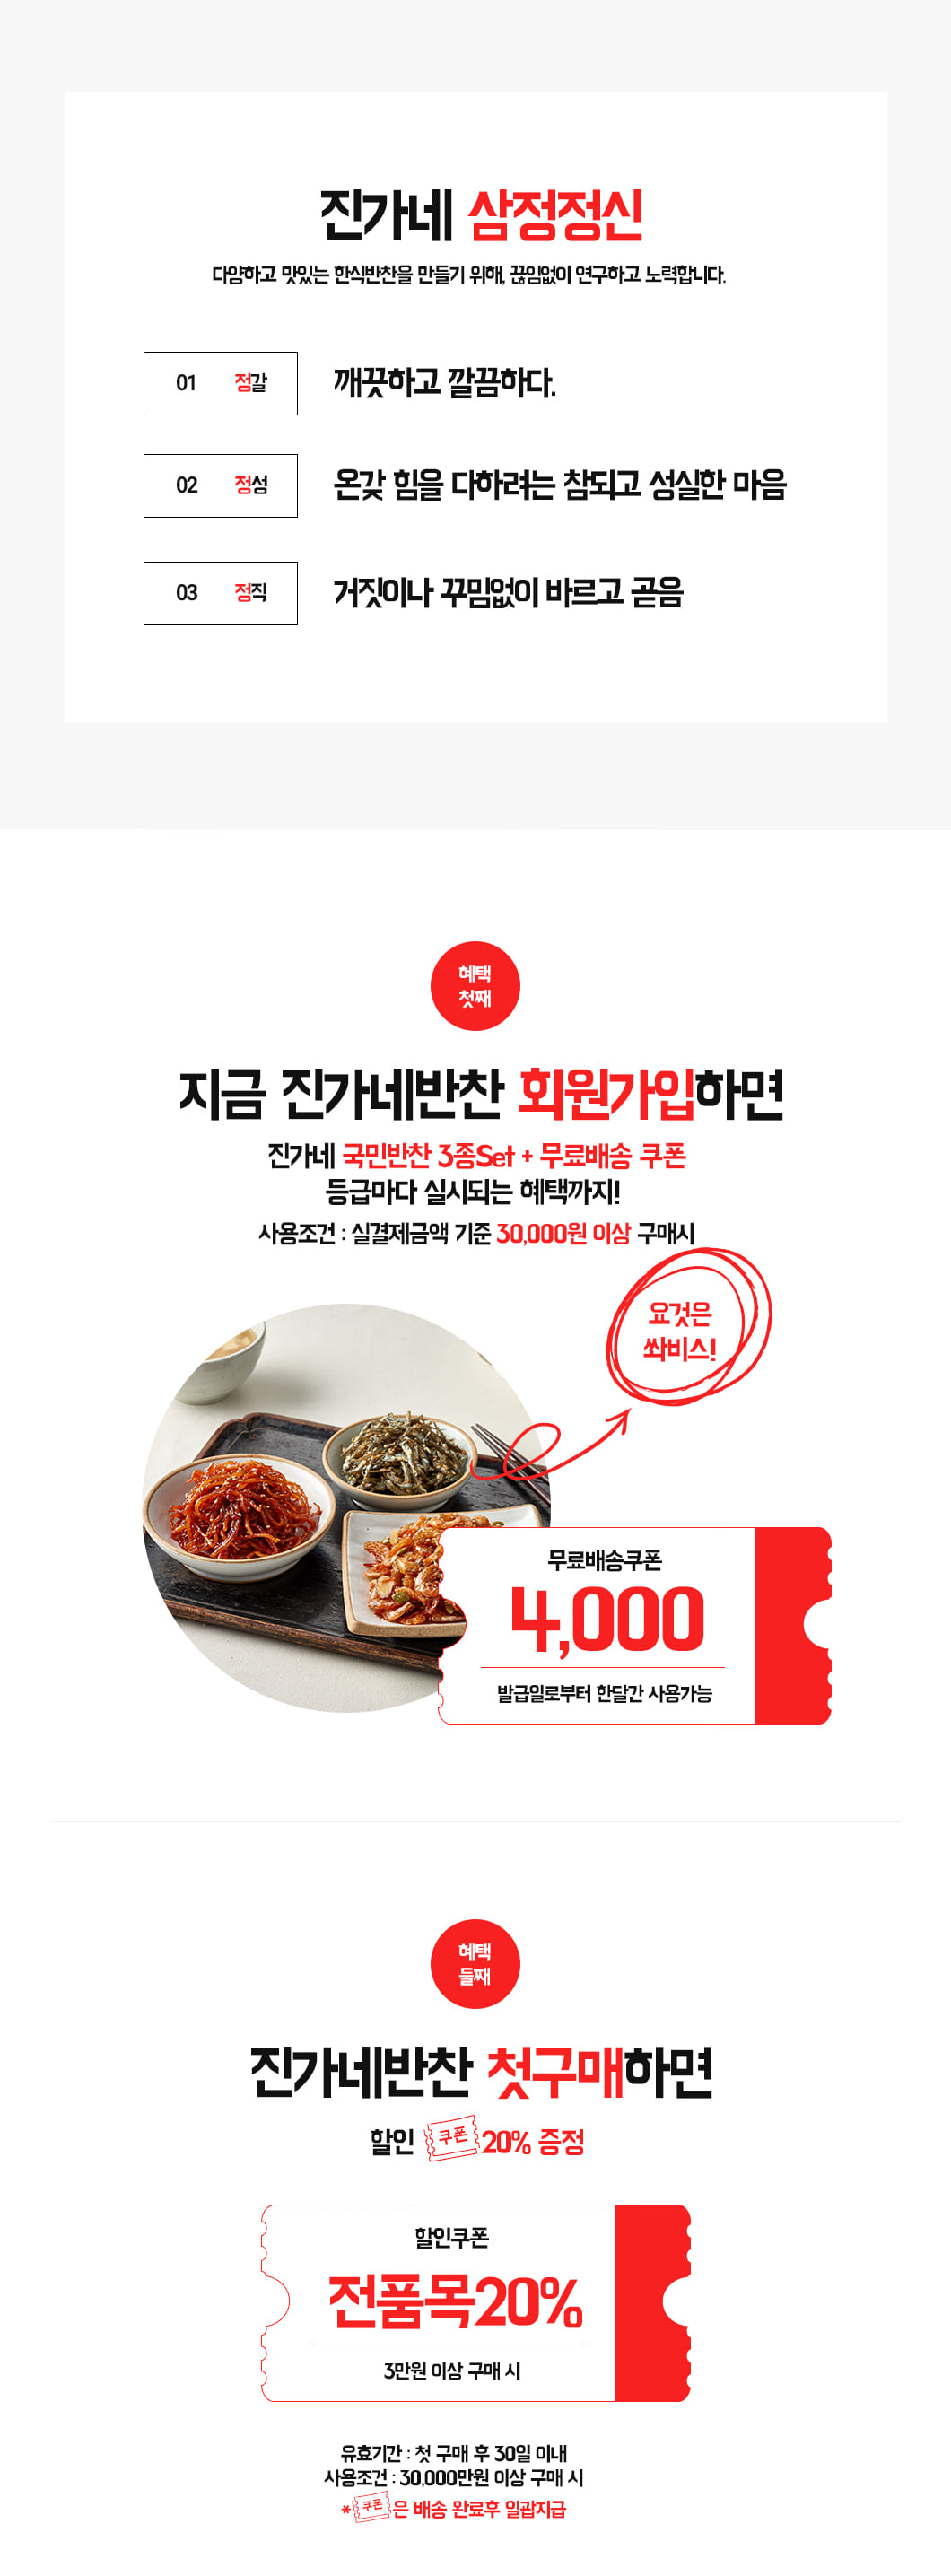 진가네 삼정정신
다양하고 맛있는 한식반찬을 만들기 위해, 끊임없이 연구하고 노력합니다.
01 정갈 깨끗하고 깔끔하다.
02 정성 온갖 힘을 다하려는 참되고 성실한 마음
03 정직 거짓이나 꾸밈없이 바르고 곧음
혜택
첫째
지금 진가네반찬 회원가입하면
진가네 국민반찬 3종Set + 무료배송 쿠폰
등급마다 실시되는 혜택까지!
사용조건 : 실결제금액 기준 30,000원 이상 구매시
요것은
쏵비스!
무료배송쿠폰
4,000
발급일로부터 한달간 사용가능
혜택
둘째
진가네반찬 첫구매하면
할인 쿠폰 20% 증정
할인쿠폰
전품목20%
3만원 이상 구매 시
유효기간 : 첫 구매 후 30일 이내
사용조건 : 30,000만원 이상 구매 시
*쿠폰은 배송 완료후 일괄지급